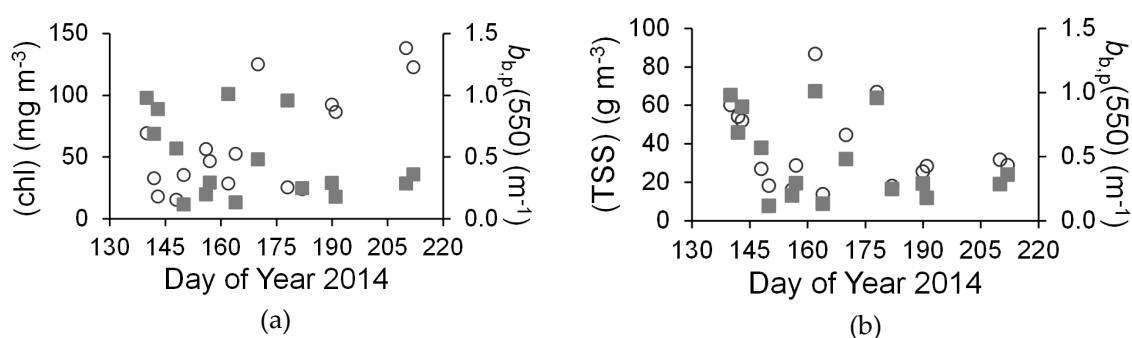 (chl) (mg m⁻³)
150
100
50
0
130 145 160 175 190 205 220
Day of Year 2014
1.5
1.0
0.5
0.0
b_b,p(550) (m⁻¹)
(a)
(TSS) (g m⁻³)
100
80
60
40
20
0
130 145 160 175 190 205 220
Day of Year 2014
1.5
1.0
0.5
0.0
b_b,p(550) (m⁻¹)
(b)